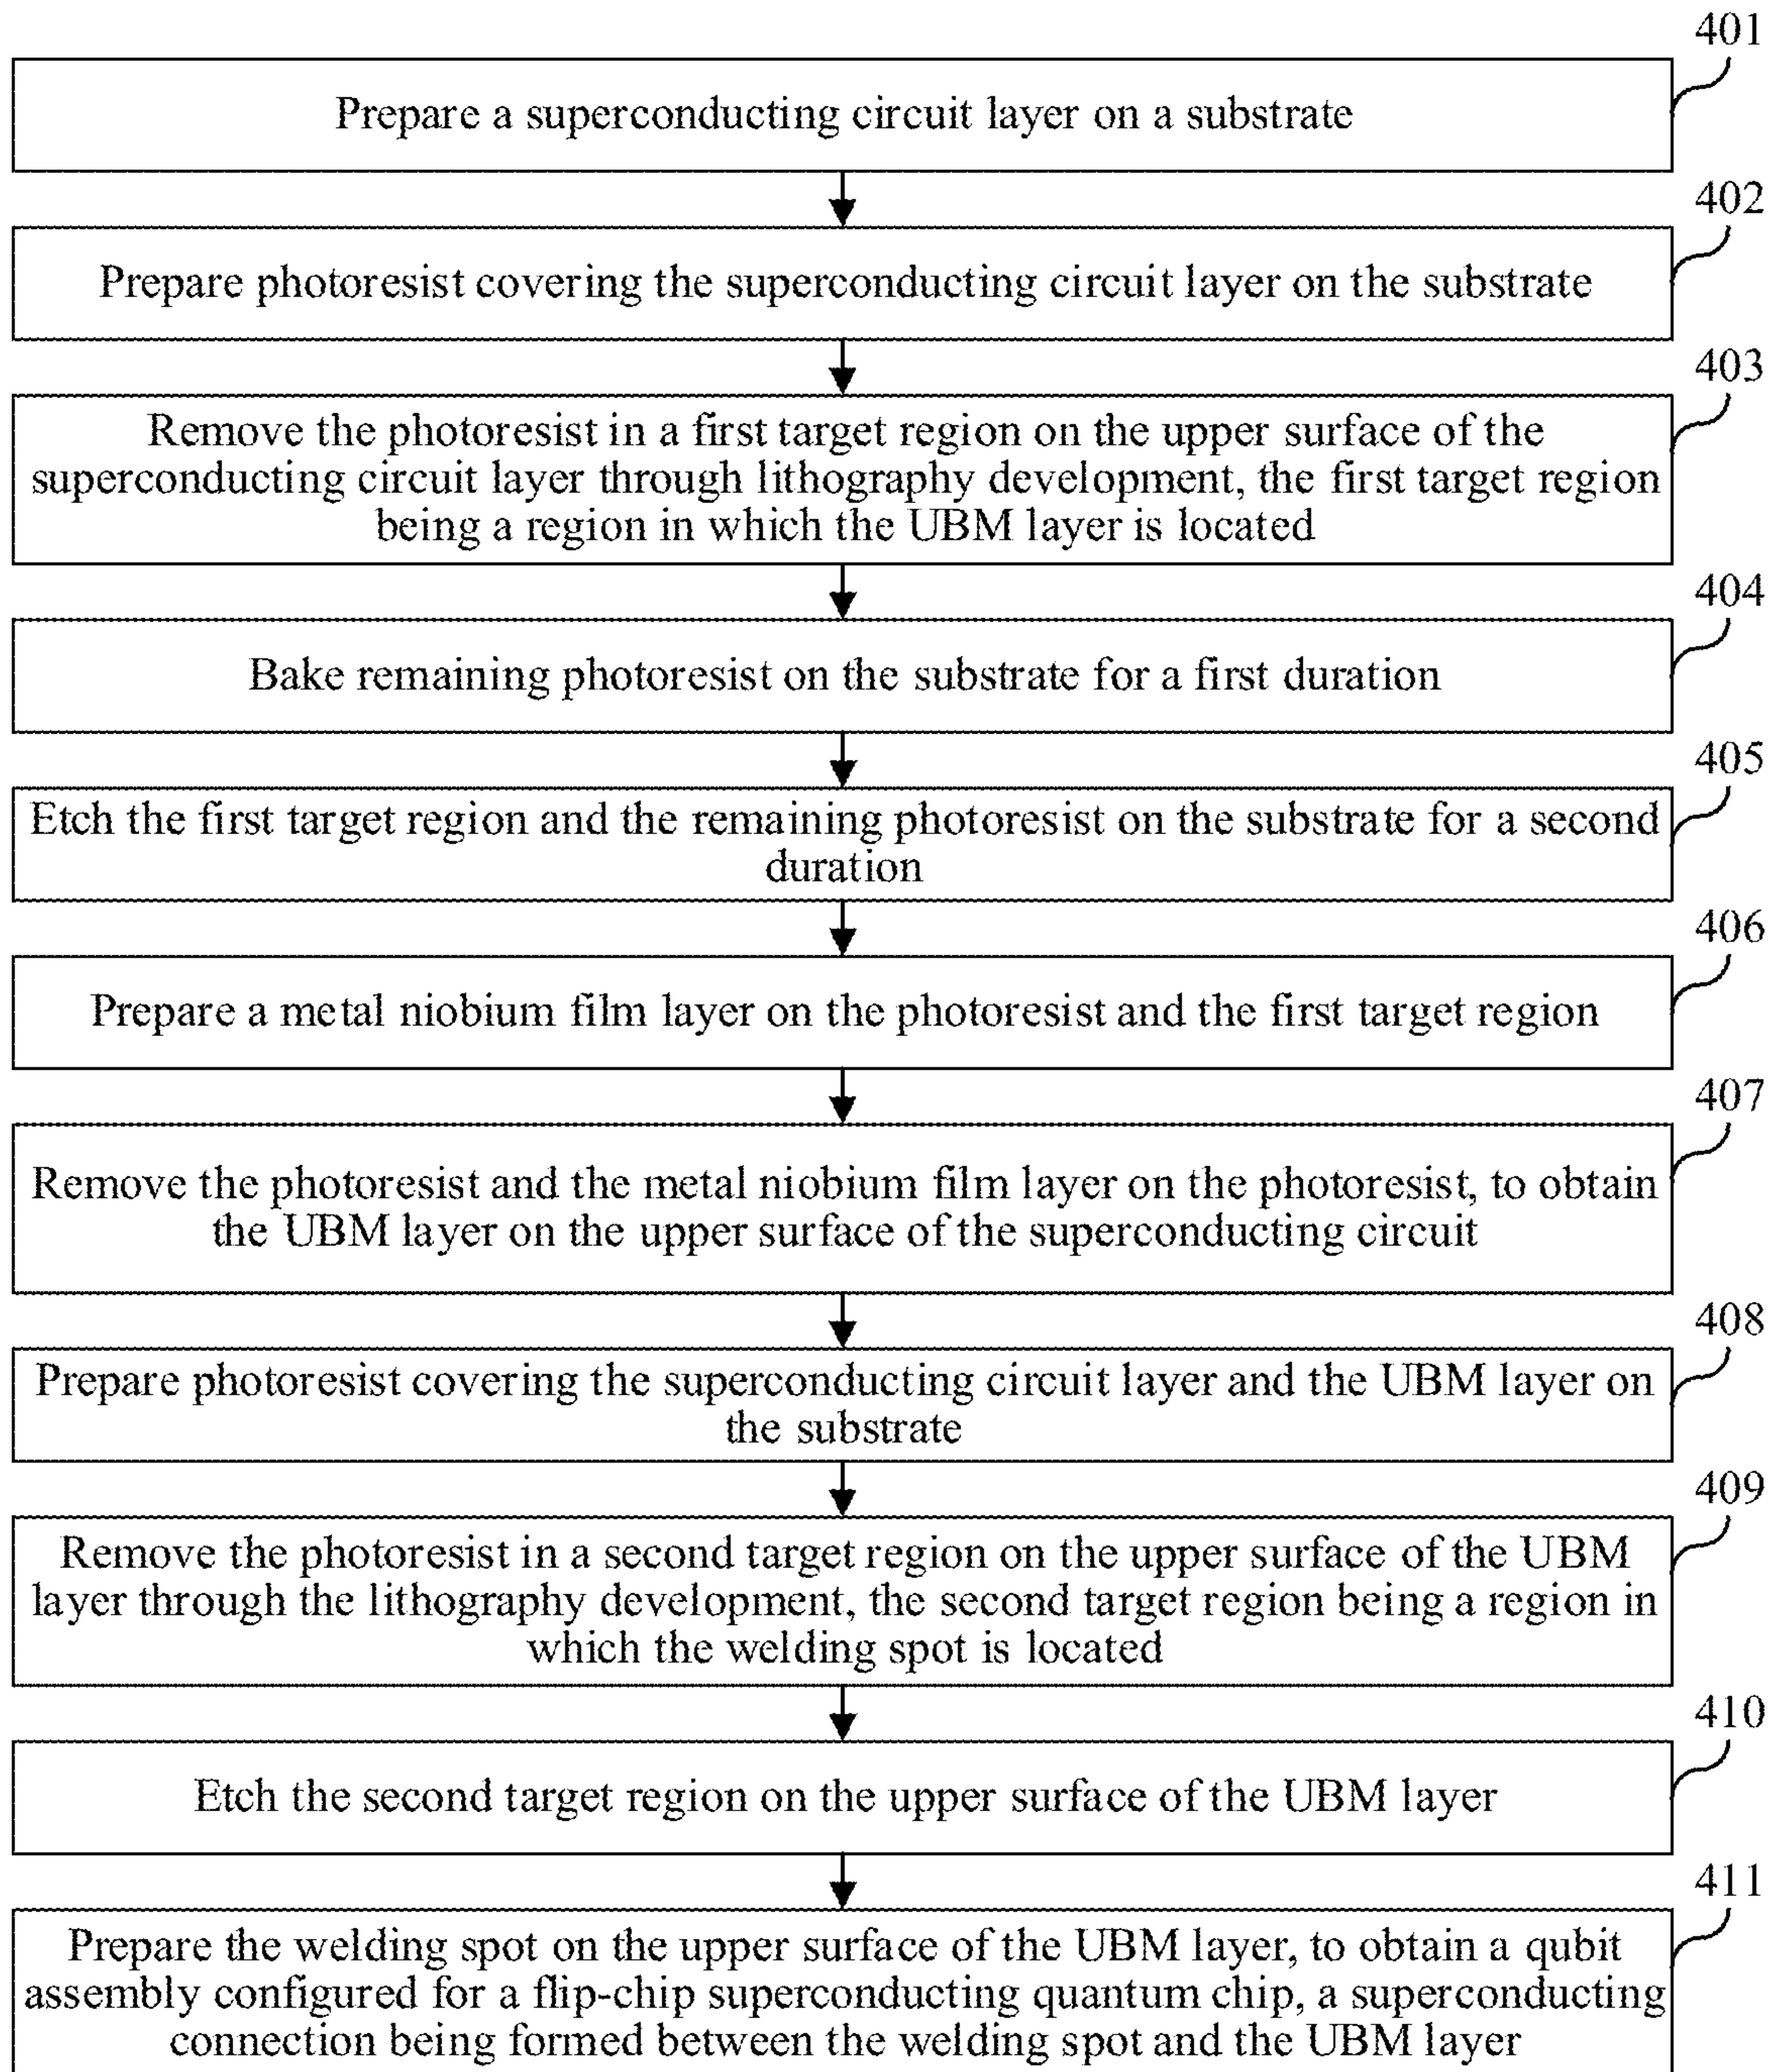 401
Prepare a superconducting circuit layer on a substrate
402
Prepare photoresist covering the superconducting circuit layer on the substrate
403
Remove the photoresist in a first target region on the upper surface of the
superconducting circuit layer through lithography development, the first target region
being a region in which the UBM layer is located
404
Bake remaining photoresist on the substrate for a first duration
405
Etch the first target region and the remaining photoresist on the substrate for a second
duration
406
Prepare a metal niobium film layer on the photoresist and the first target region
407
Remove the photoresist and the metal niobium film layer on the photoresist, to obtain
the UBM layer on the upper surface of the superconducting circuit
408
Prepare photoresist covering the superconducting circuit layer and the UBM layer on
the substrate
409
Remove the photoresist in a second target region on the upper surface of the UBM
layer through the lithography development, the second target region being a region in
which the welding spot is located
410
Etch the second target region on the upper surface of the UBM layer
411
Prepare the welding spot on the upper surface of the UBM layer, to obtain a qubit
assembly configured for a flip-chip superconducting quantum chip, a superconducting
connection being formed between the welding spot and the UBM layer